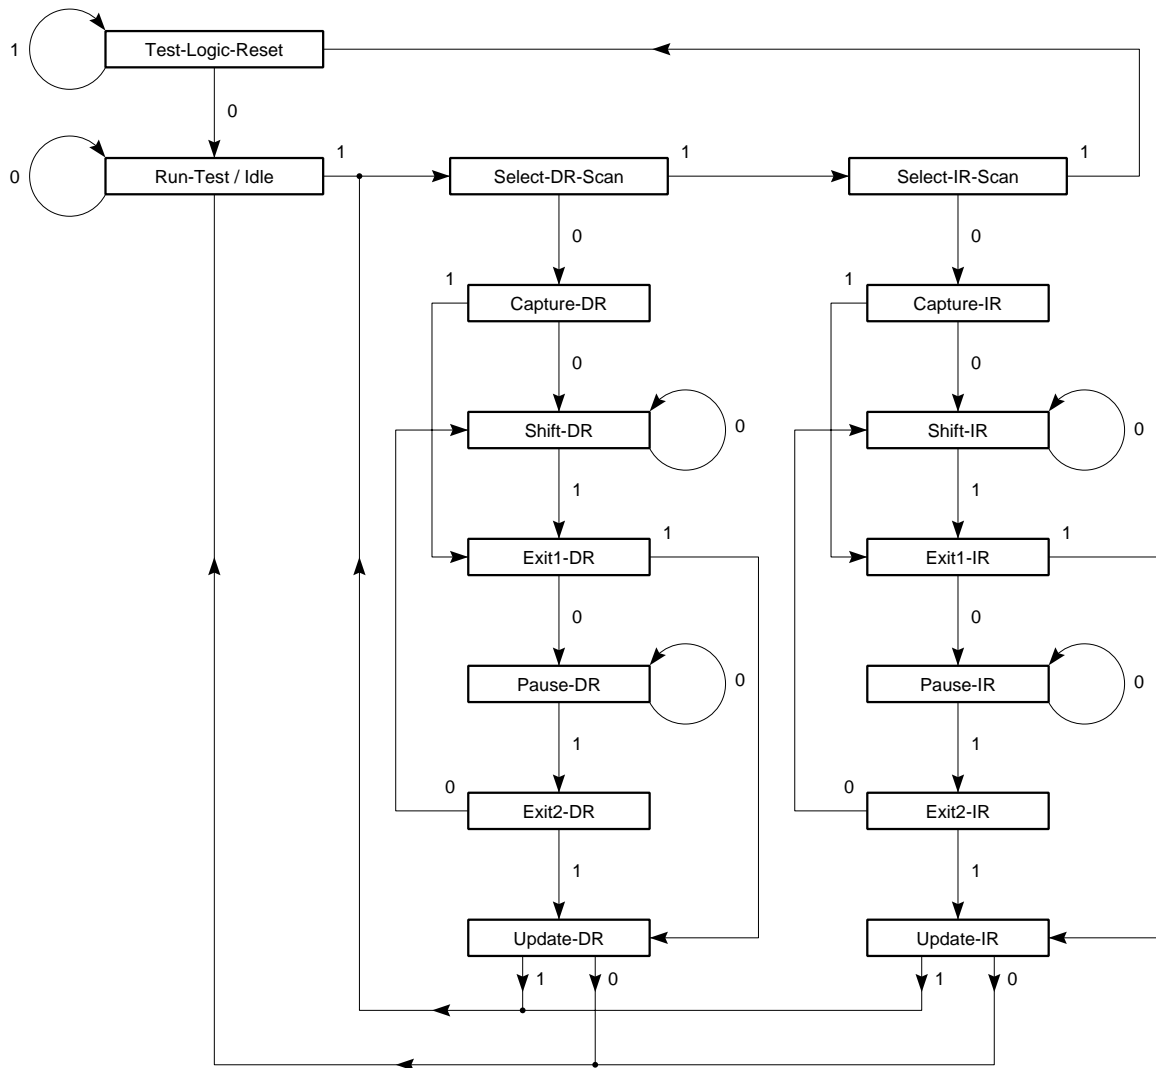 Test-Logic-Reset
1
0
Run-Test / Idle
0
1
Select-DR-Scan
1
Select-IR-Scan
1
0
0
1
Capture-DR
1
Capture-IR
0
0
Shift-DR
0
Shift-IR
0
1
1
Exit1-DR
1
Exit1-IR
1
0
0
Pause-DR
0
Pause-IR
0
1
1
0
Exit2-DR
0
Exit2-IR
1
1
Update-DR
Update-IR
1
0
1
0